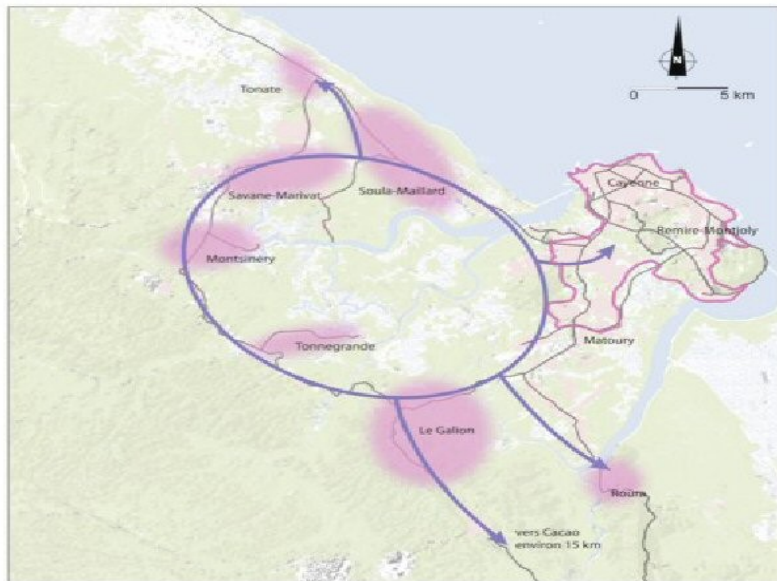 N
0 5 km
Tonate
Cayenne
Savane-Marivat
Soula-Maillard
Remire-Montjoly
Montsinery
Tonnegrande
Matoury
Le Galion
Roura
vers Cacao
environ 15 km